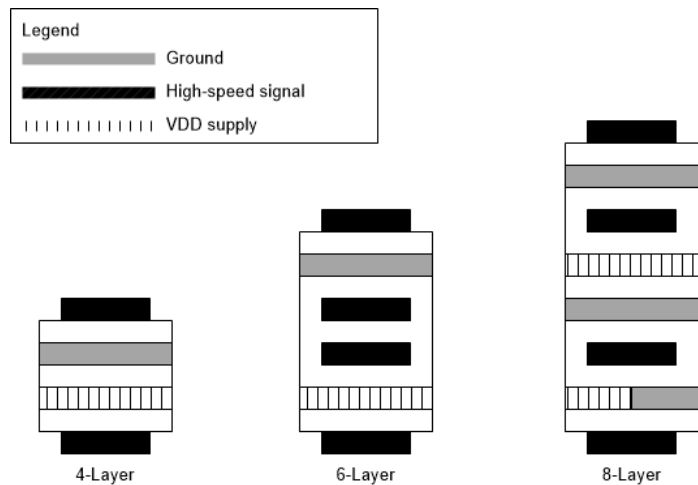 Legend
Ground
High-speed signal
VDD supply
4-Layer
6-Layer
8-Layer